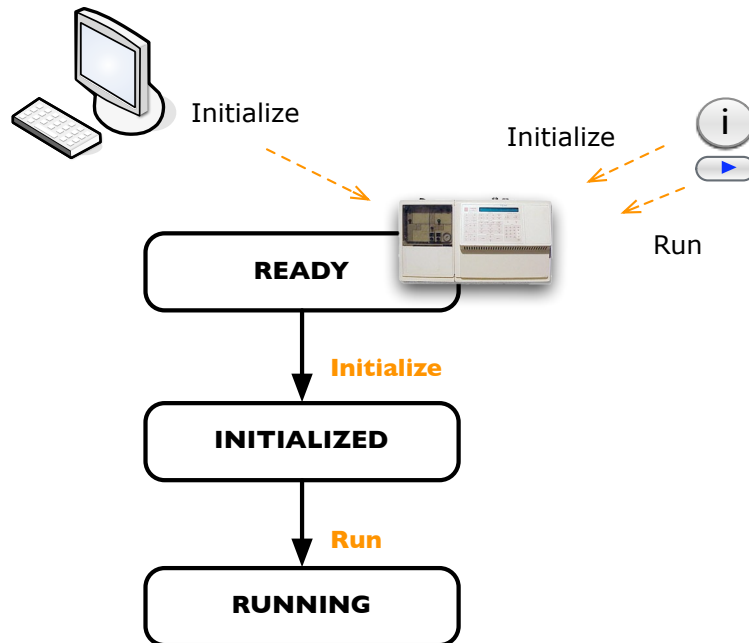 Initialize
Initialize
i
Run
READY
Initialize
INITIALIZED
Run
RUNNING